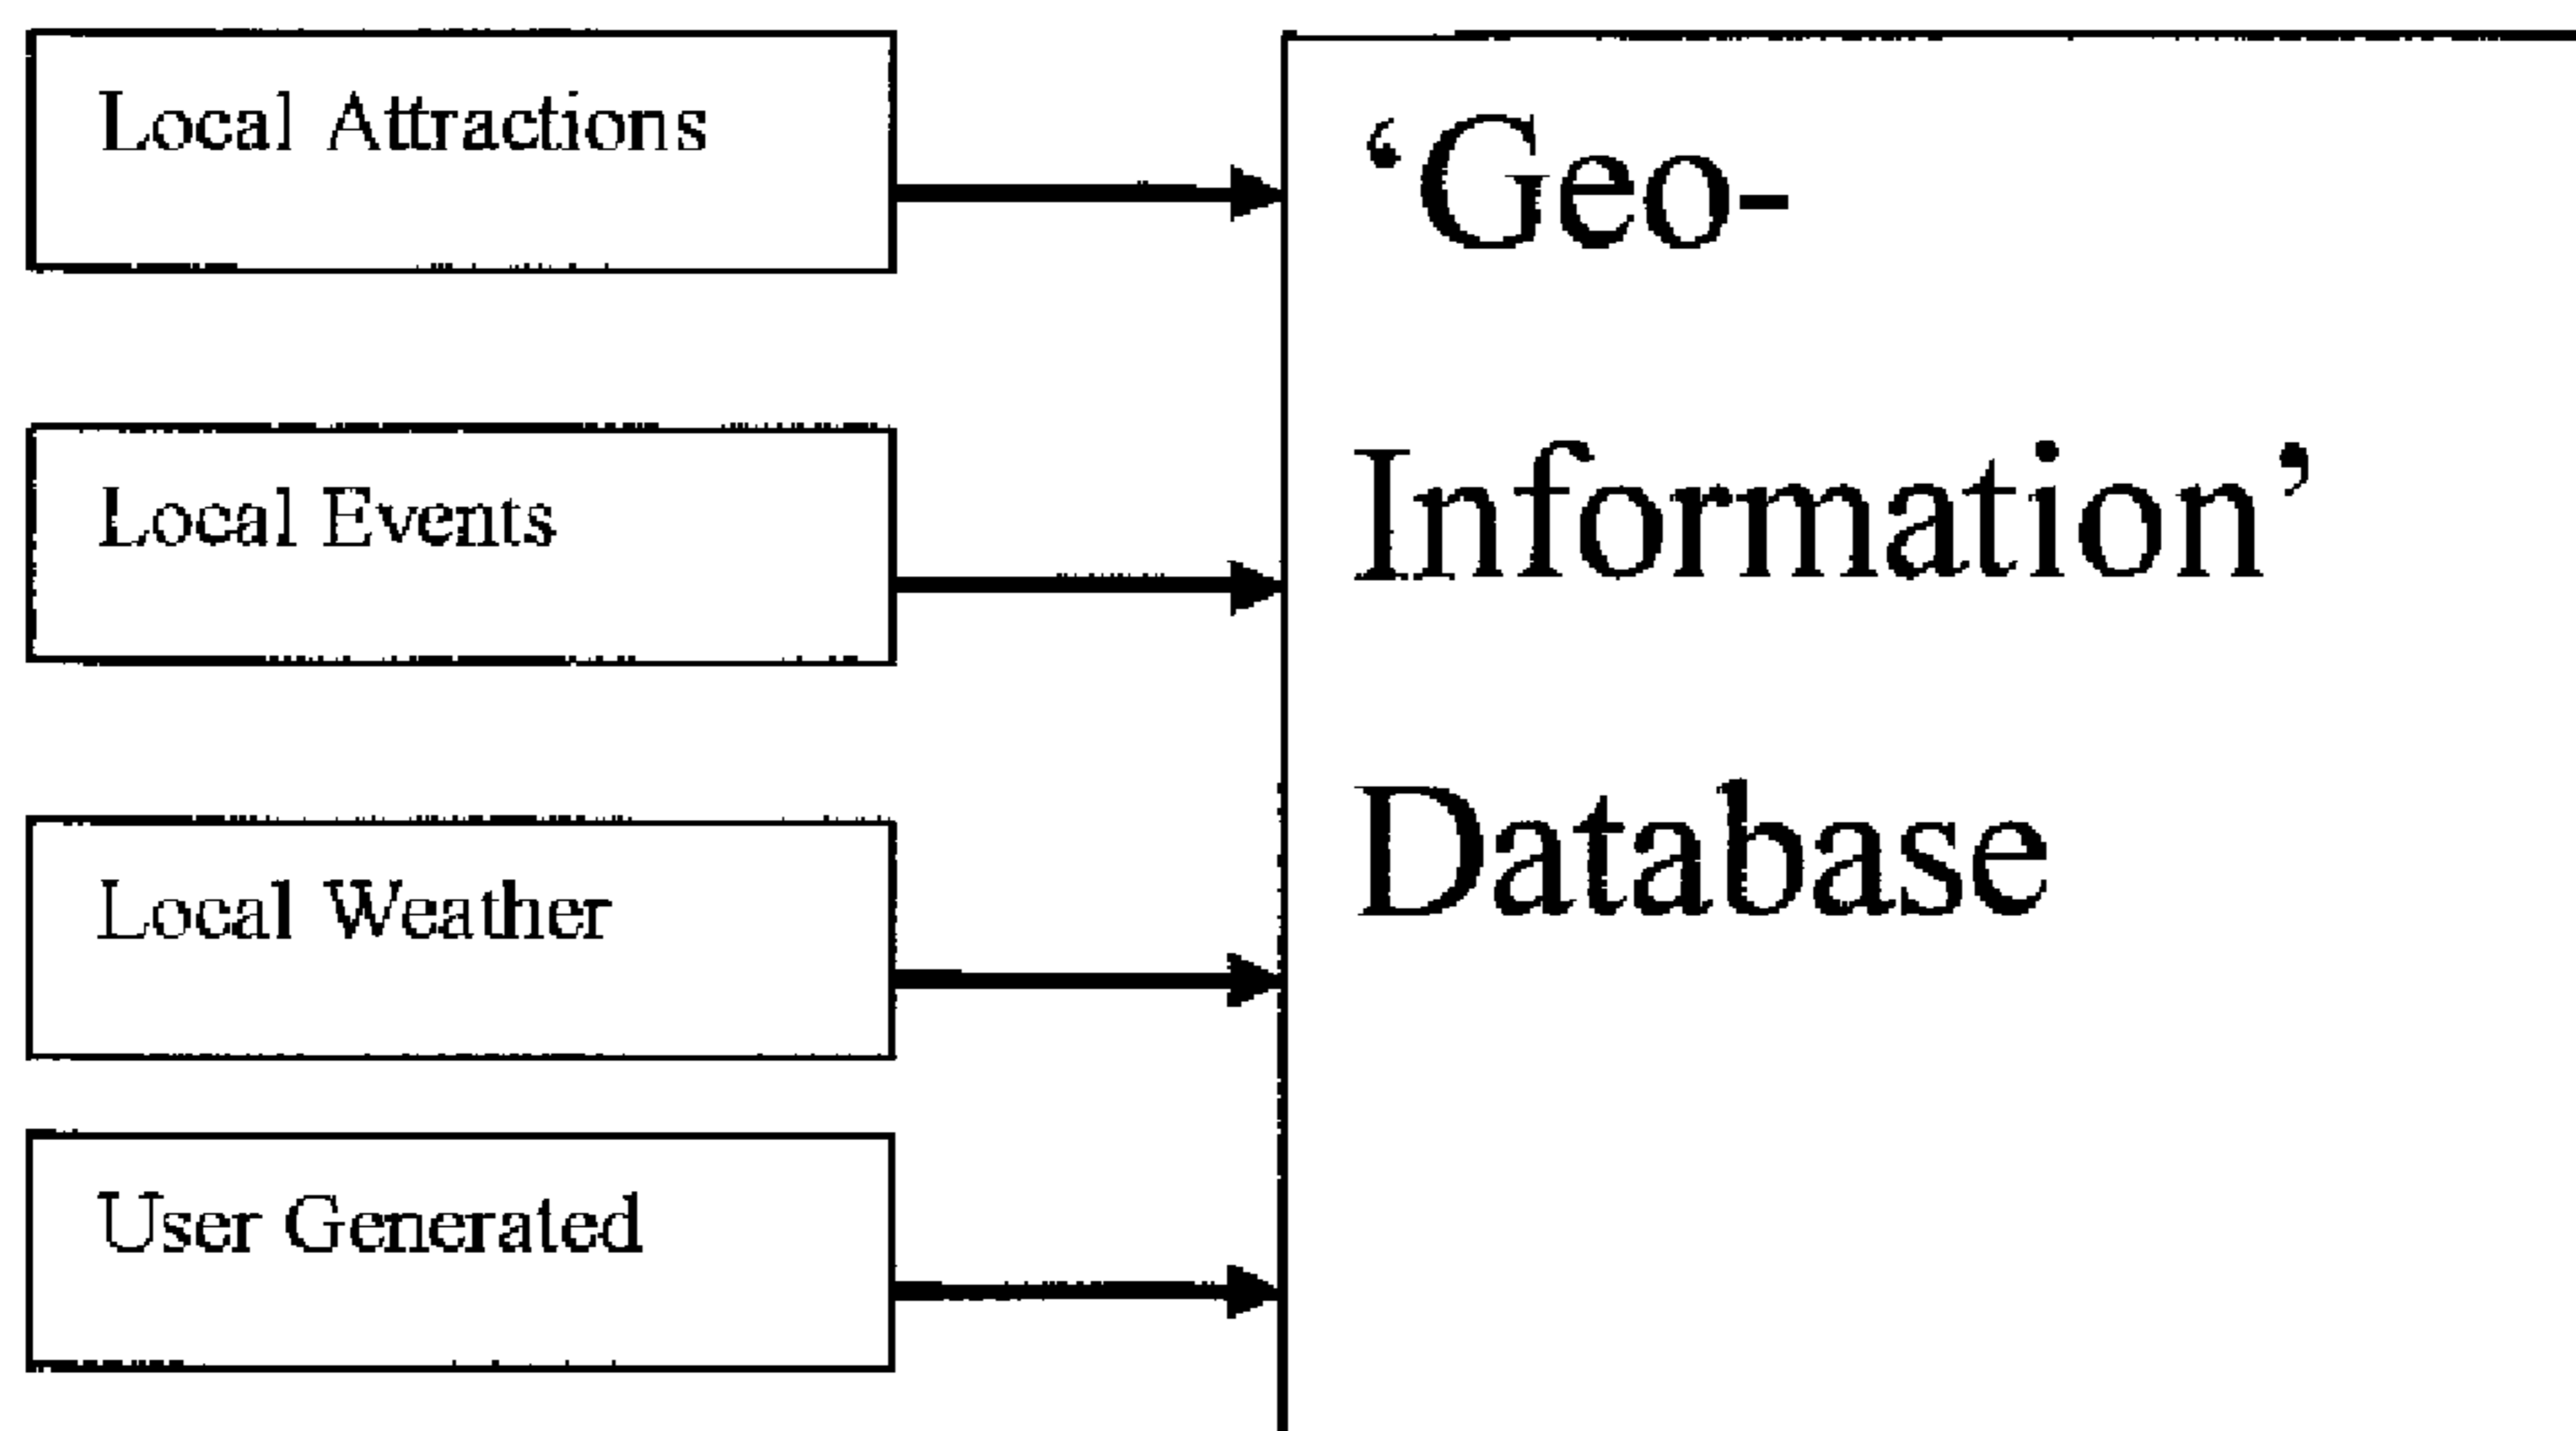 Local Attractions
Local Events
Local Weather
User Generated
‘Geo-
Information’
Database